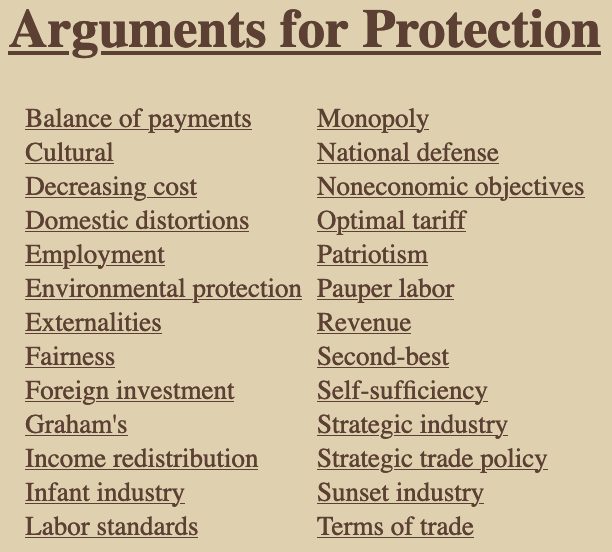 Arguments for Protection
Balance of payments
Cultural
Decreasing cost
Domestic distortions
Employment
Environmental protection
Externalities
Fairness
Foreign investment
Graham's
Income redistribution
Infant industry
Labor standards
Monopoly
National defense
Noneconomic objectives
Optimal tariff
Patriotism
Pauper labor
Revenue
Second-best
Self-sufficiency
Strategic industry
Strategic trade policy
Sunset industry
Terms of trade